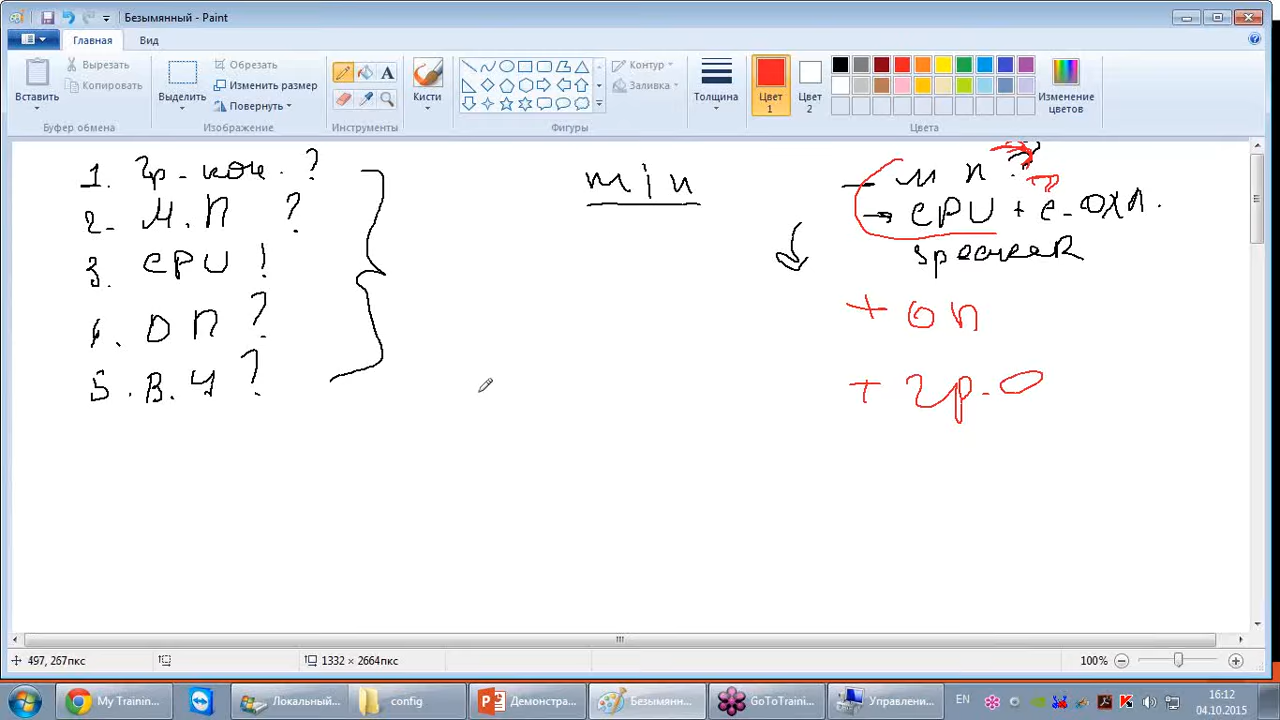 Безымянный - Paint
Главная
Вид
Вставить
Вырезать
Копировать
Буфер обмена
Выделить
Обрезать
Изменить размер
Повернуть
Изображение
Инструменты
Кисти
Контур
Заливка
Фигуры
Толщина
Цвет 1
Цвет 2
Изменение цветов
Цвета
1. гр. кон. ?
2. М.П ?
3. CPU !
4. ОП ?
5. В.Ч ?
min
- М П ?
→ CPU + с. охл.
speaker
+ ОП
+ гр. О
497, 267пкс
1332 × 2664пкс
100%
My Trainin...
Локальный...
config
Демонстра...
Безымянн...
GoToTraini...
Управлени...
EN
16:12
04.10.2015